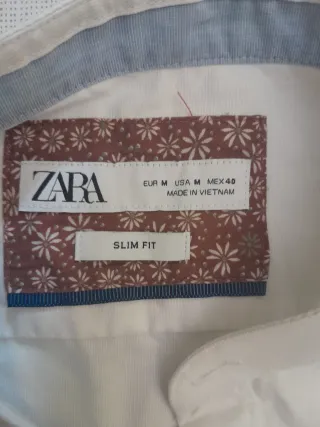 ZARA
EUR M USA M MEX 40
MADE IN VIETNAM
SLIM FIT